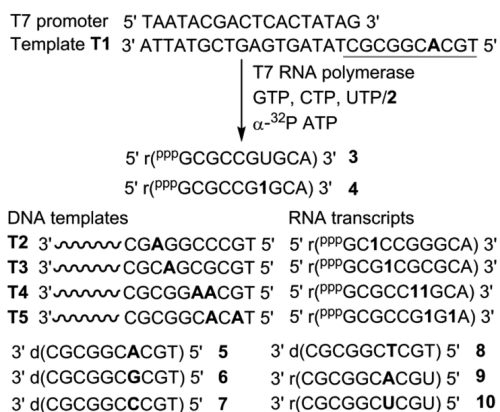 T7 promoter 5' TAATACGACTCACTATAG 3'
Template T1 3' ATTATGCTGAGTGATATCGCGGCACGT 5'
T7 RNA polymerase
GTP, CTP, UTP/2
α-³²P ATP
5' r(ᵖᵖᵖGCGCCGUGCA) 3' 3
5' r(ᵖᵖᵖGCGCCG1GCA) 3' 4
DNA templates RNA transcripts
T2 3' CGAGGCCCGT 5' 5' r(ᵖᵖᵖGC1CCGGGCA) 3'
T3 3' CGCAGCGCGT 5' 5' r(ᵖᵖᵖGCG1CGCGCA) 3'
T4 3' CGCGGAACGT 5' 5' r(ᵖᵖᵖGCGCC11GCA) 3'
T5 3' CGCGGCACAT 5' 5' r(ᵖᵖᵖGCGCCG1G1A) 3'
3' d(CGCGGCACGT) 5' 5 3' d(CGCGGCTCGT) 5' 8
3' d(CGCGGCGCGT) 5' 6 3' r(CGCGGCACGU) 5' 9
3' d(CGCGGCCCGT) 5' 7 3' r(CGCGGCUCGU) 5' 10